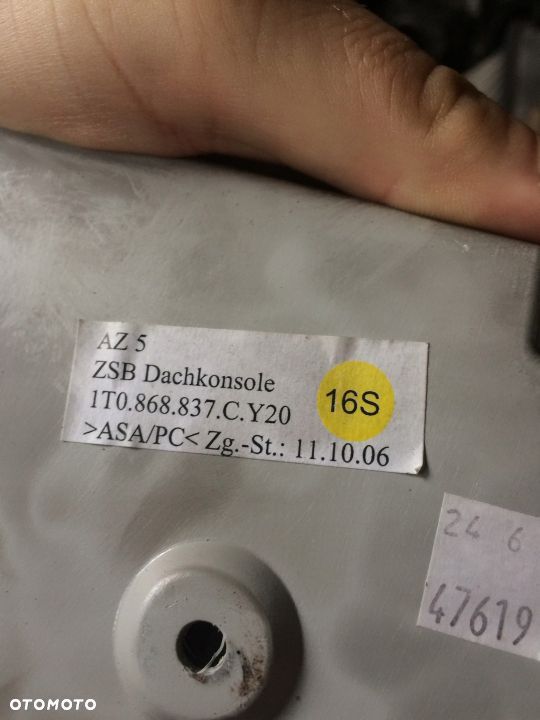 AZ 5
ZSB Dachkonsole
1T0.868.837.C.Y20
>ASA/PC< Zg.-St.: 11.10.06
16S
24 6
47619
OTOMOTO